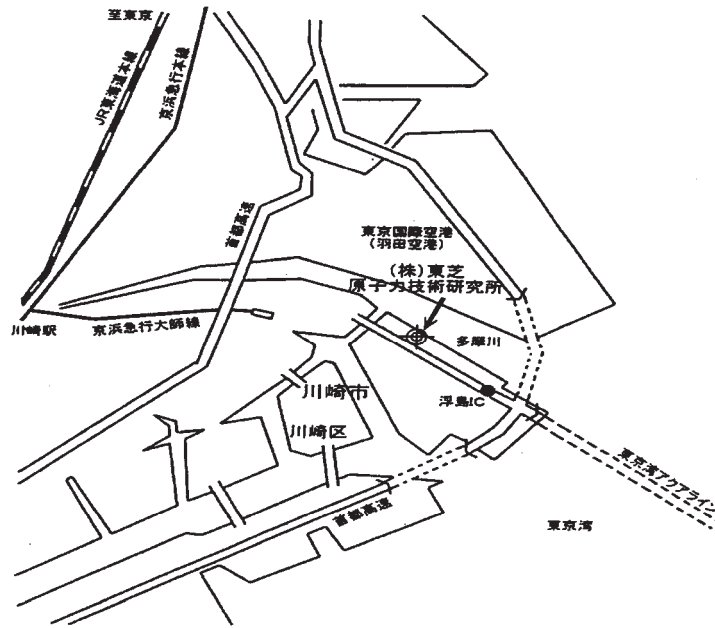 至東京
JR東海道本線
京浜急行本線
首都高速
東京国際空港
(羽田空港)
(株)東芝
原子力技術研究所
川崎駅
京浜急行大師線
多摩川
川崎市
浮島IC
川崎区
東京湾アクアライン
首都高速
東京湾